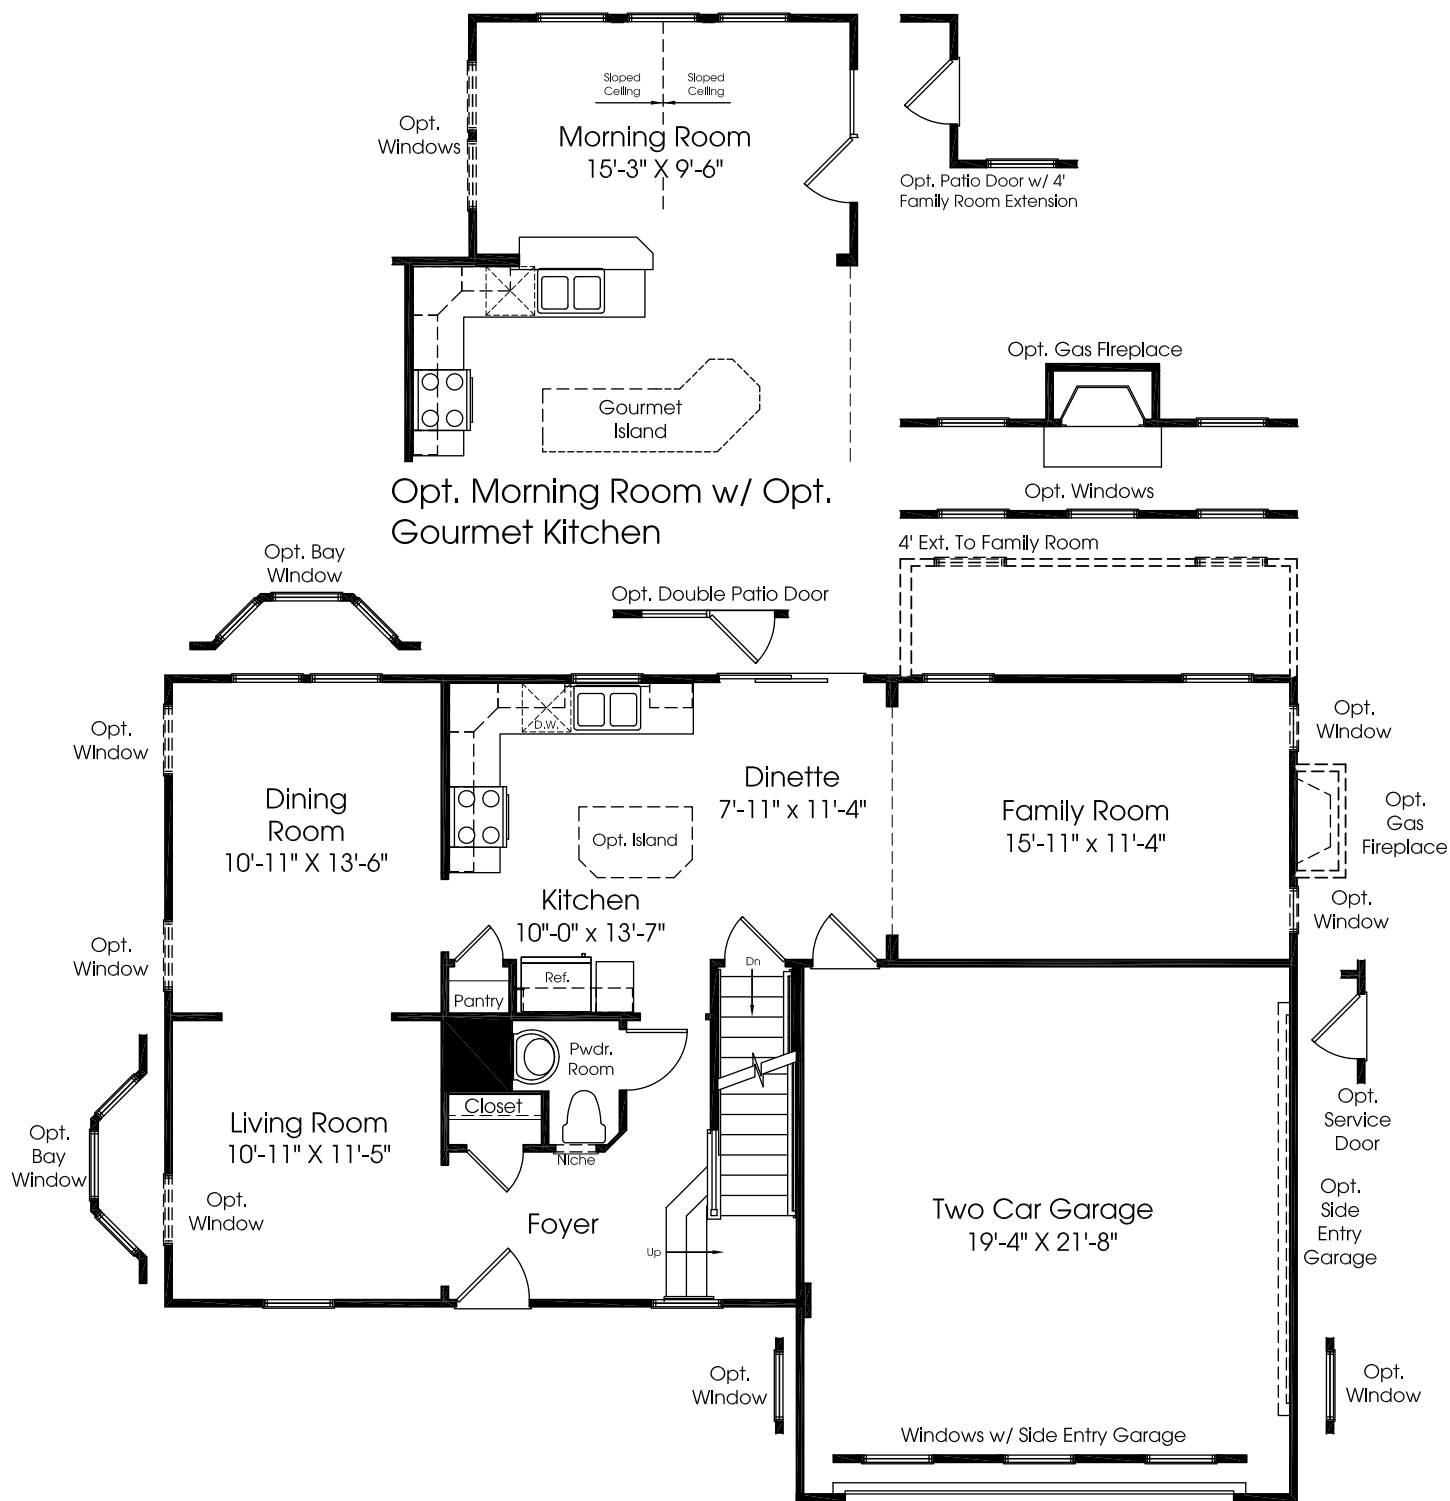 Sloped
Ceiling
Sloped
Ceiling
Opt.
Windows
Morning Room
15'-3" X 9'-6"
Opt. Patio Door w/ 4'
Family Room Extension
Gourmet
Island
Opt. Gas Fireplace
Opt. Morning Room w/ Opt.
Gourmet Kitchen
Opt. Windows
4' Ext. To Family Room
Opt. Bay
Window
Opt. Double Patio Door
Opt.
Window
D.W.
Dining
Room
10'-11" X 13'-6"
Dinette
7'-11" x 11'-4"
Opt. Island
Family Room
15'-11" x 11'-4"
Opt.
Window
Opt.
Gas
Fireplace
Opt.
Window
Kitchen
10"-0" x 13'-7"
Opt.
Window
Ref.
Pantry
Dn
Pwdr.
Room
Closet
Niche
Living Room
10'-11" X 11'-5"
Opt.
Bay
Window
Opt.
Window
Foyer
Up
Two Car Garage
19'-4" X 21'-8"
Opt.
Service
Door
Opt.
Side
Entry
Garage
Opt.
Window
Opt.
Window
Windows w/ Side Entry Garage